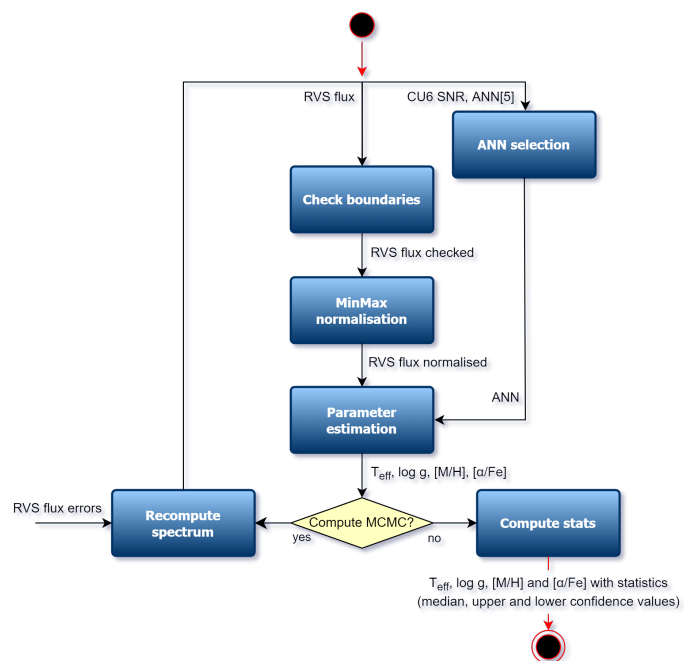 RVS flux
CU6 SNR, ANN[5]
ANN selection
Check boundaries
RVS flux checked
MinMax
normalisation
RVS flux normalised
ANN
Parameter
estimation
Teff, log g, [M/H], [α/Fe]
RVS flux errors
Recompute
spectrum
yes
Compute MCMC?
no
Compute stats
Teff, log g, [M/H] and [α/Fe] with statistics
(median, upper and lower confidence values)